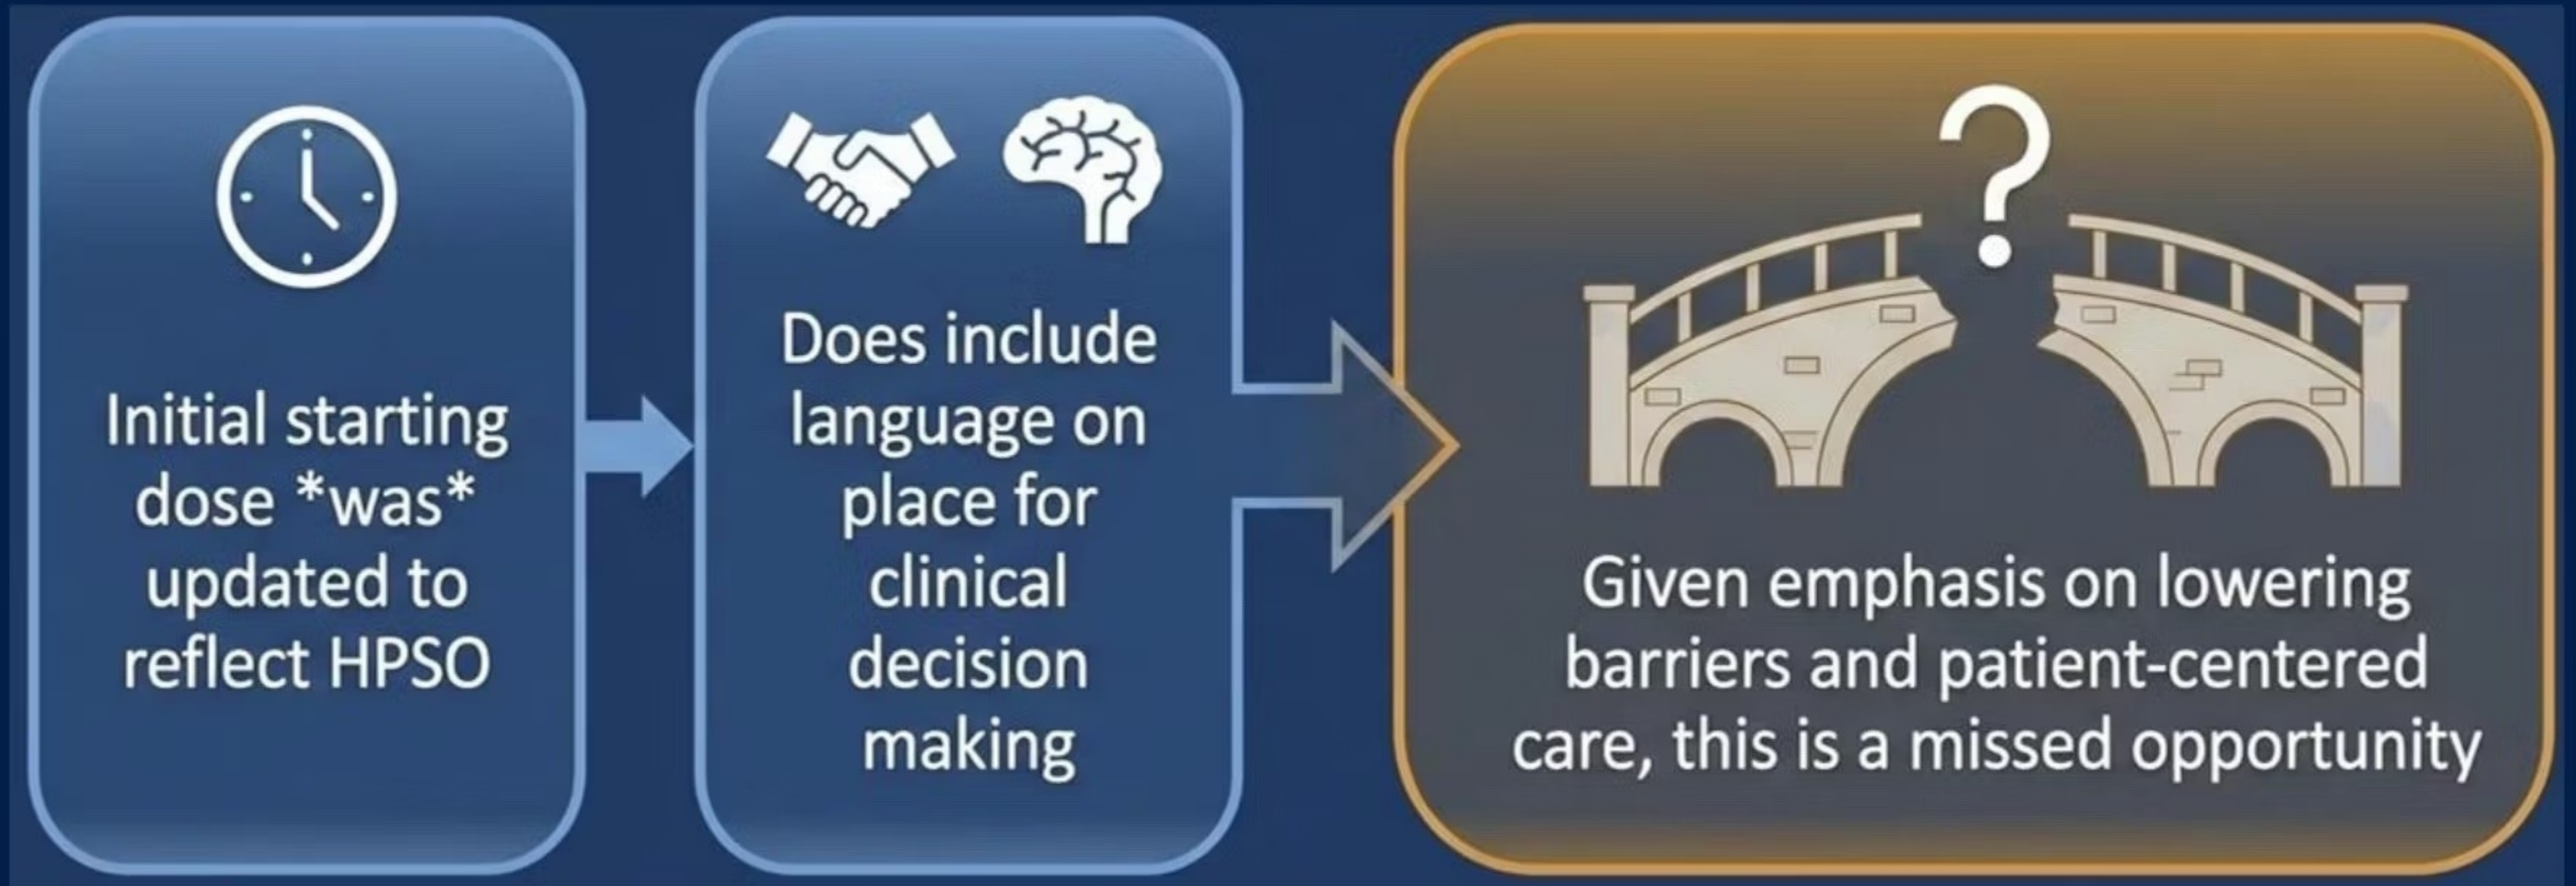 Initial starting
dose *was*
updated to
reflect HPSO
Does include
language on
place for
clinical
decision
making
?
Given emphasis on lowering
barriers and patient-centered
care, this is a missed opportunity